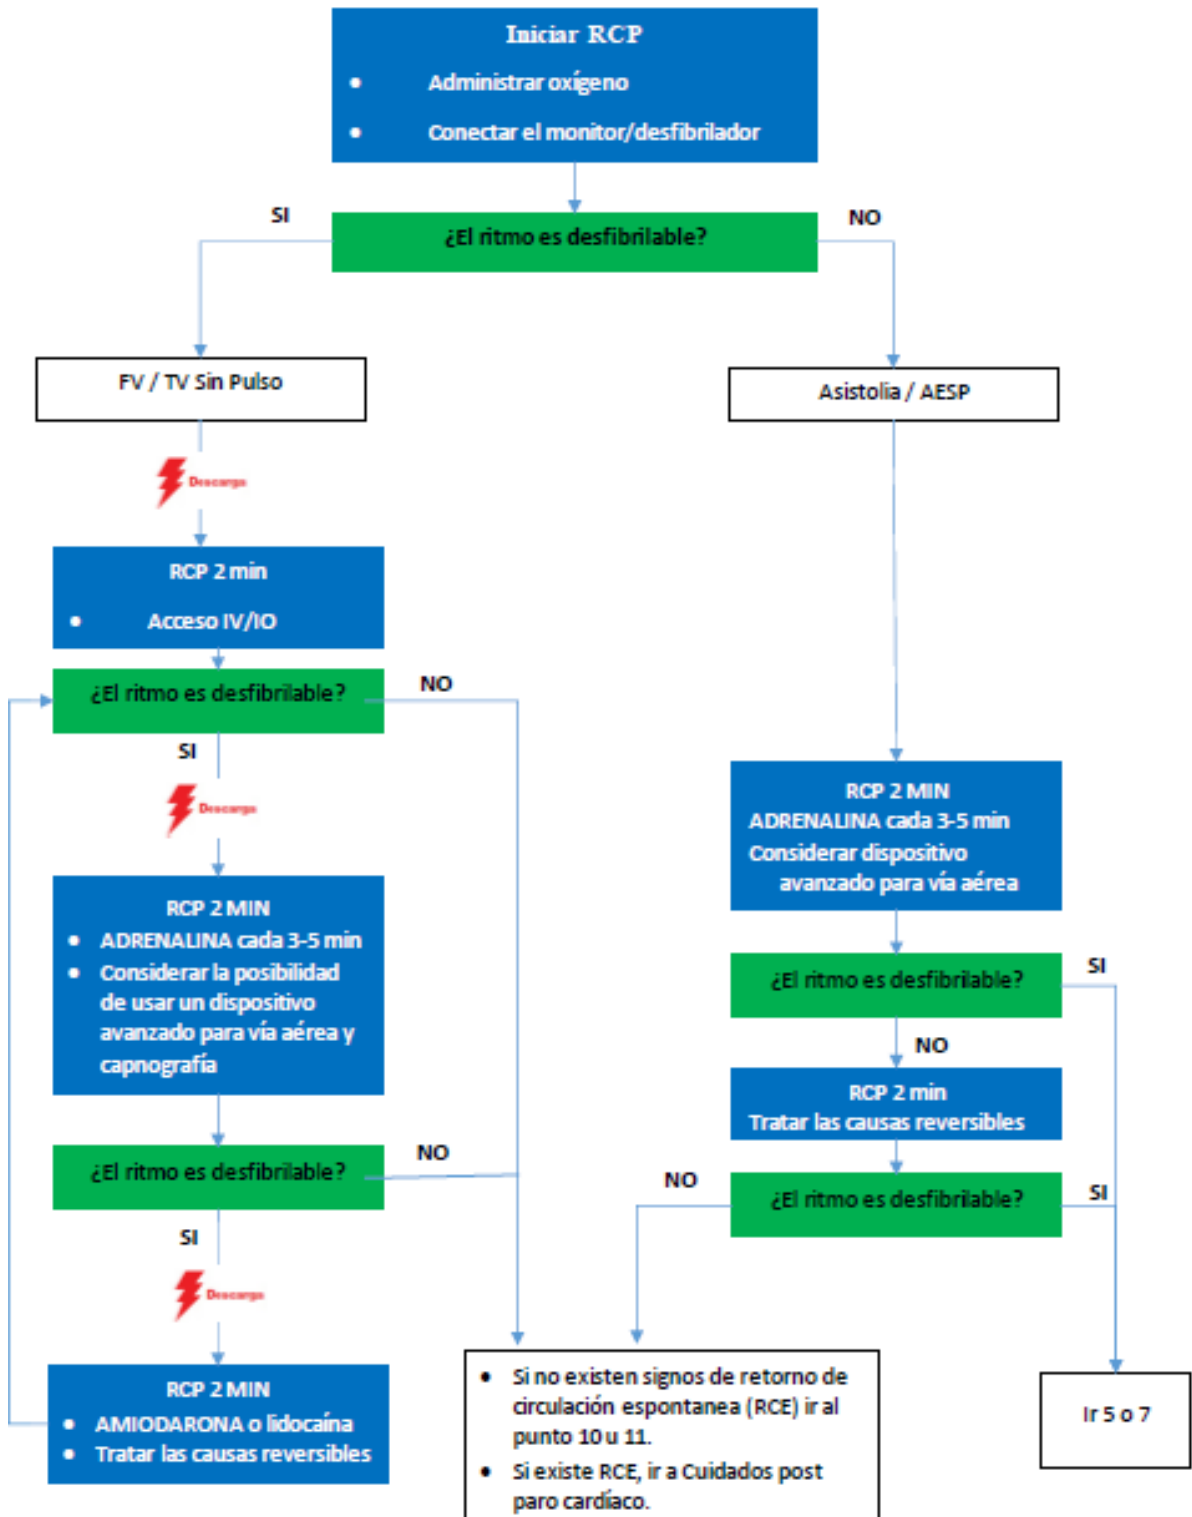 Iniciar RCP
• Administrar oxígeno
• Conectar el monitor/desfibrilador
SI
¿El ritmo es desfibrilable?
NO
FV / TV Sin Pulso
Asistolia / AESP
Descarga
RCP 2 min
• Acceso IV/IO
¿El ritmo es desfibrilable?
NO
SI
Descarga
RCP 2 MIN
• ADRENALINA cada 3-5 min
• Considerar la posibilidad
de usar un dispositivo
avanzado para vía aérea y
capnografía
¿El ritmo es desfibrilable?
NO
SI
Descarga
RCP 2 MIN
• AMIODARONA o lidocaína
• Tratar las causas reversibles
RCP 2 MIN
ADRENALINA cada 3-5 min
Considerar dispositivo
avanzado para vía aérea
¿El ritmo es desfibrilable?
SI
NO
RCP 2 min
Tratar las causas reversibles
NO
¿El ritmo es desfibrilable?
SI
• Si no existen signos de retorno de
circulación espontanea (RCE) ir al
punto 10 u 11.
• Si existe RCE, ir a Cuidados post
paro cardíaco.
Ir 5 o 7